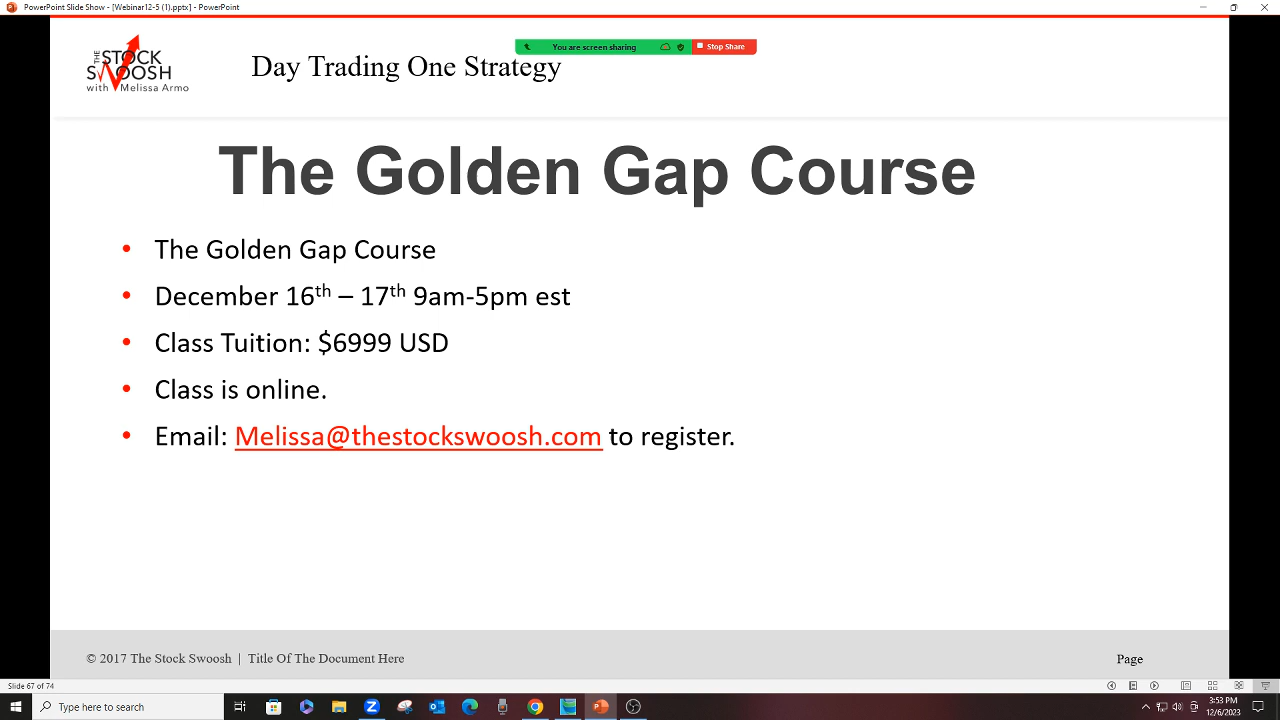 PowerPoint Slide Show - [Webinar12-5 (1).pptx] - PowerPoint
You are screen sharing
Stop Share
THE STOCK
SWOOSH
with Melissa Armo
Day Trading One Strategy
The Golden Gap Course
• The Golden Gap Course
• December 16th – 17th 9am-5pm est
• Class Tuition: $6999 USD
• Class is online.
• Email: Melissa@thestockswoosh.com to register.
© 2017 The Stock Swoosh | Title Of The Document Here
Page
Slide 67 of 74
Type here to search
3:53 PM
12/6/2023